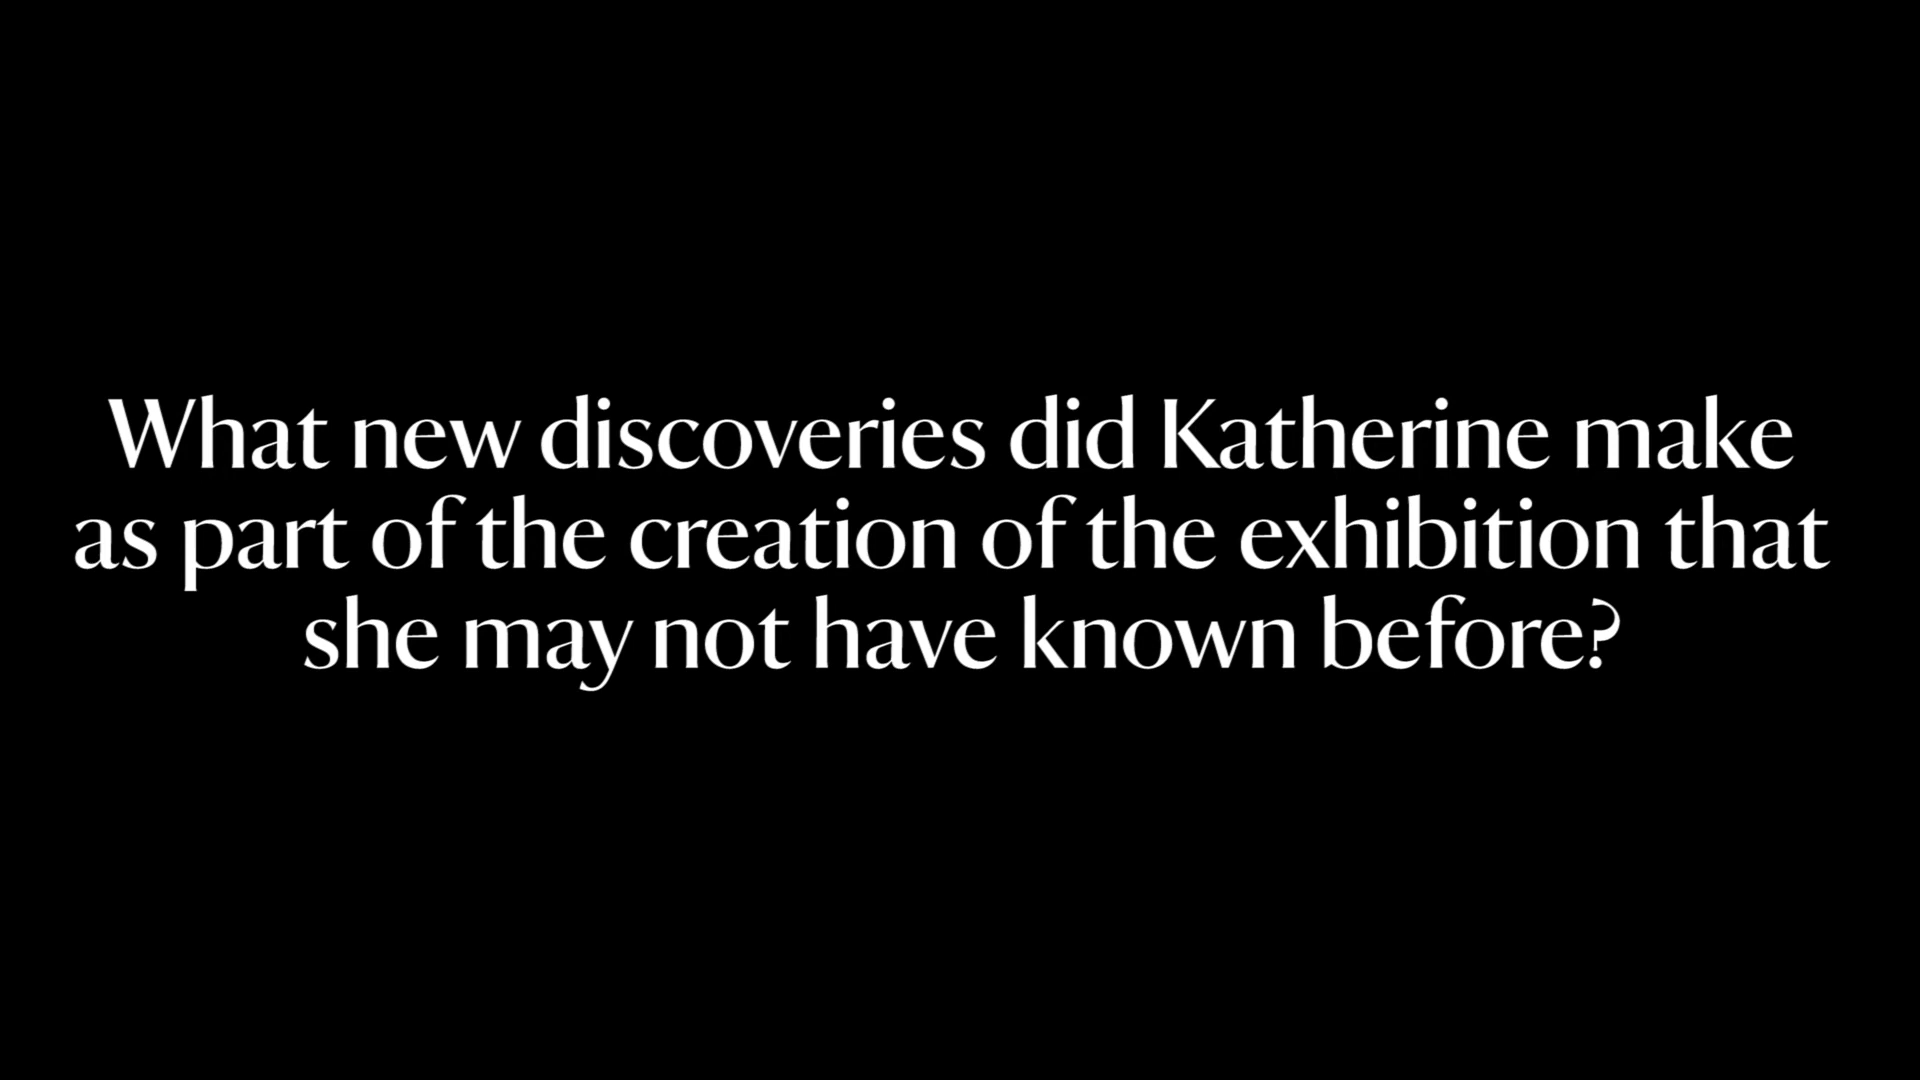 What new discoveries did Katherine make
as part of the creation of the exhibition that
she may not have known before?